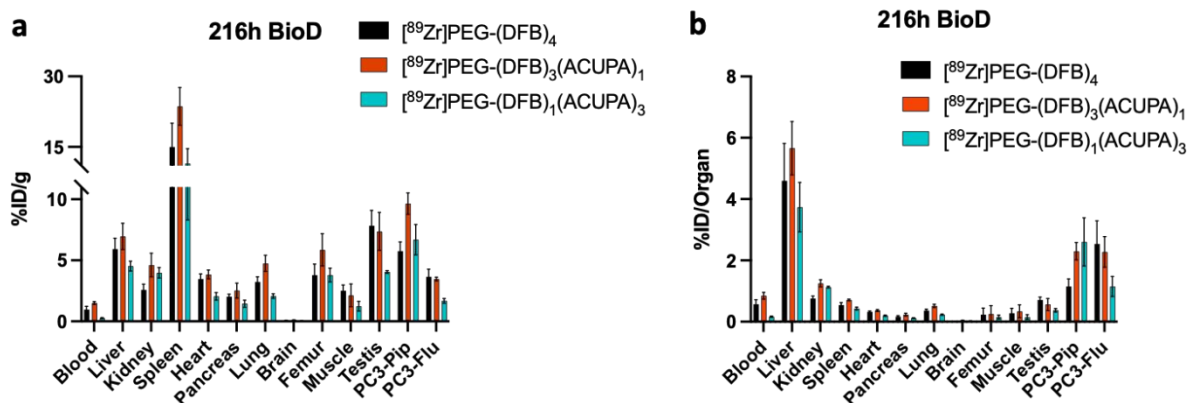 a
216h BioD
[⁸⁹Zr]PEG-(DFB)₄
[⁸⁹Zr]PEG-(DFB)₃(ACUPA)₁
[⁸⁹Zr]PEG-(DFB)₁(ACUPA)₃
%ID/g
30
15
10
5
0
Blood
Liver
Kidney
Spleen
Heart
Pancreas
Lung
Brain
Femur
Muscle
Testis
PC3-Pip
PC3-Flu
b
216h BioD
[⁸⁹Zr]PEG-(DFB)₄
[⁸⁹Zr]PEG-(DFB)₃(ACUPA)₁
[⁸⁹Zr]PEG-(DFB)₁(ACUPA)₃
%ID/Organ
8
6
4
2
0
Blood
Liver
Kidney
Spleen
Heart
Pancreas
Lung
Brain
Femur
Muscle
Testis
PC3-Pip
PC3-Flu